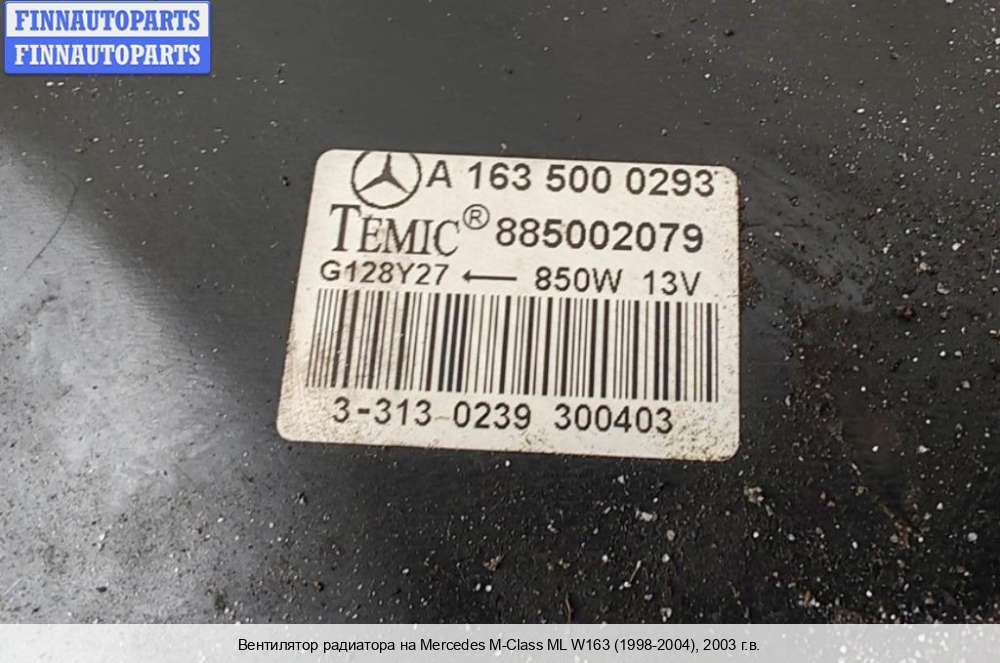 FINNAUTOPARTS
FINNAUTOPARTS
A 163 500 0293
TEMIC® 885002079
G128Y27 ← 850W 13V
3-313 0239 300403
Вентилятор радиатора на Mercedes M-Class ML W163 (1998-2004), 2003 г.в.